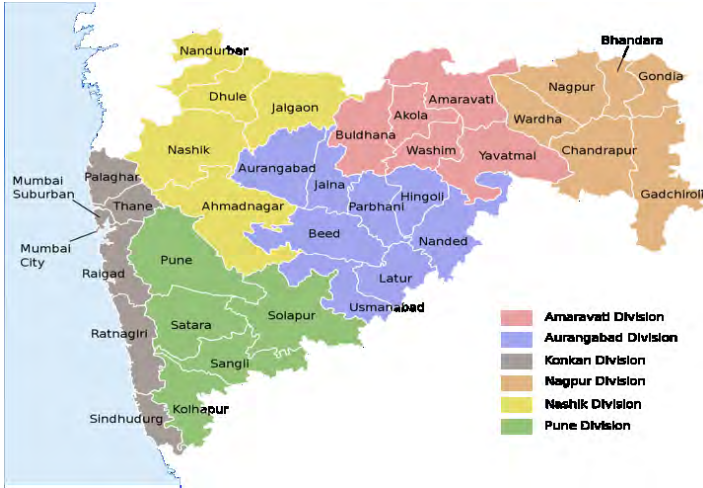 Nandurbar
Bhandara
Dhule
Jalgaon
Nagpur
Gondia
Amaravati
Akola
Buldhana
Wardha
Nashik
Washim
Yavatmal
Chandrapur
Aurangabad
Palaghar
Jalna
Hingoli
Mumbai
Suburban
Thane
Ahmadnagar
Parbhani
Gadchiroli
Beed
Nanded
Mumbai
City
Pune
Raigad
Latur
Usmanabad
Solapur
Satara
Ratnagiri
Sangli
Kolhapur
Sindhudurg
Amaravati Division
Aurangabad Division
Konkan Division
Nagpur Division
Nashik Division
Pune Division